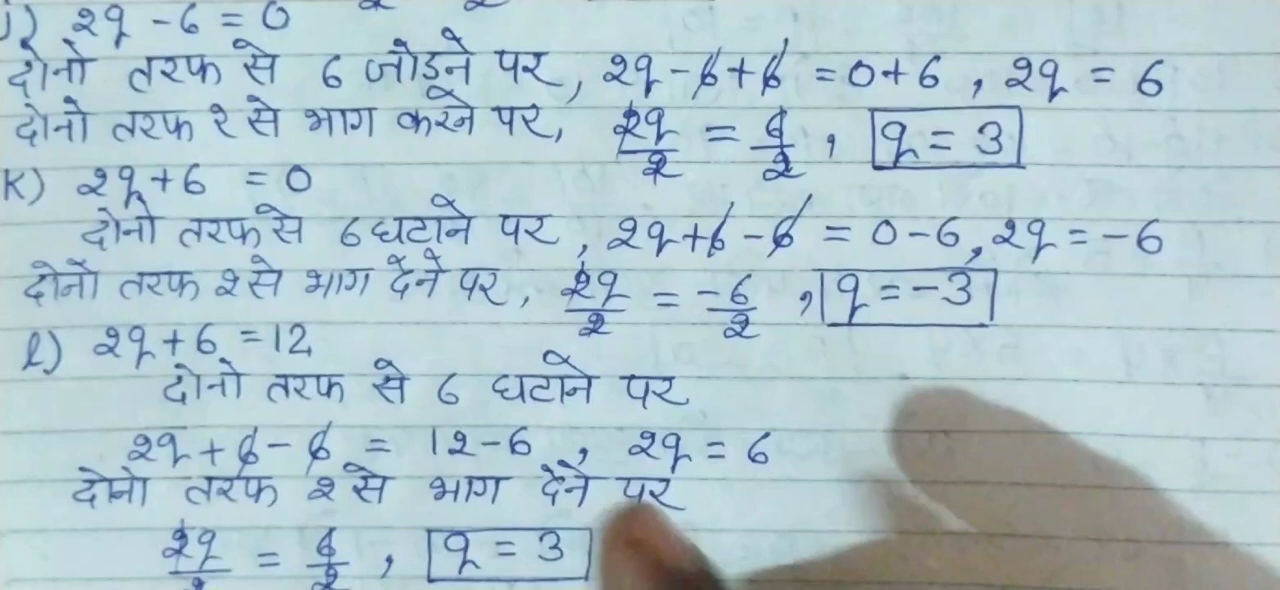 J) 2q - 6 = 0
दोनो तरफ से 6 जोड़ने पर, 2q - 6 + 6 = 0 + 6 , 2q = 6
दोनो तरफ 2 से भाग करने पर, 2q/2 = 6/2 , q = 3
K) 2q + 6 = 0
दोनो तरफ से 6 घटाने पर , 2q + 6 - 6 = 0 - 6 , 2q = -6
दोनों तरफ 2 से भाग देने पर , 2q/2 = -6/2 , q = -3
l) 2q + 6 = 12
दोनो तरफ से 6 घटाने पर
2q + 6 - 6 = 12 - 6 , 2q = 6
दोनो तरफ 2 से भाग देने पर
2q/2 = 6/2 , q = 3